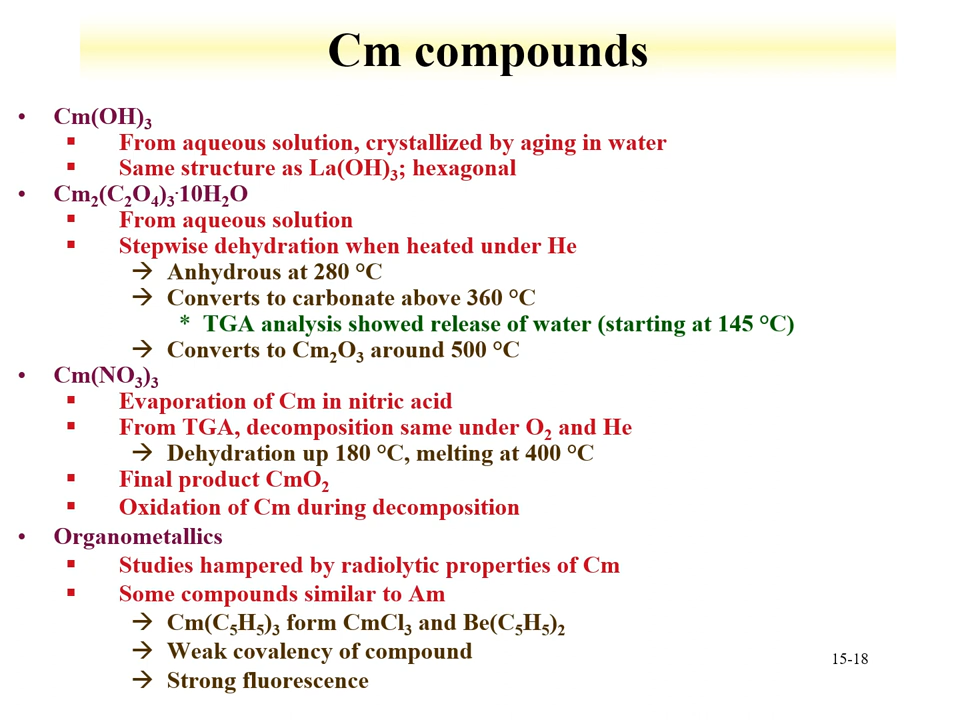 Cm compounds
• Cm(OH)₃
▪ From aqueous solution, crystallized by aging in water
▪ Same structure as La(OH)₃; hexagonal
• Cm₂(C₂O₄)₃·10H₂O
▪ From aqueous solution
▪ Stepwise dehydration when heated under He
→ Anhydrous at 280 °C
→ Converts to carbonate above 360 °C
* TGA analysis showed release of water (starting at 145 °C)
→ Converts to Cm₂O₃ around 500 °C
• Cm(NO₃)₃
▪ Evaporation of Cm in nitric acid
▪ From TGA, decomposition same under O₂ and He
→ Dehydration up 180 °C, melting at 400 °C
▪ Final product CmO₂
▪ Oxidation of Cm during decomposition
• Organometallics
▪ Studies hampered by radiolytic properties of Cm
▪ Some compounds similar to Am
→ Cm(C₅H₅)₃ form CmCl₃ and Be(C₅H₅)₂
→ Weak covalency of compound
→ Strong fluorescence
15-18